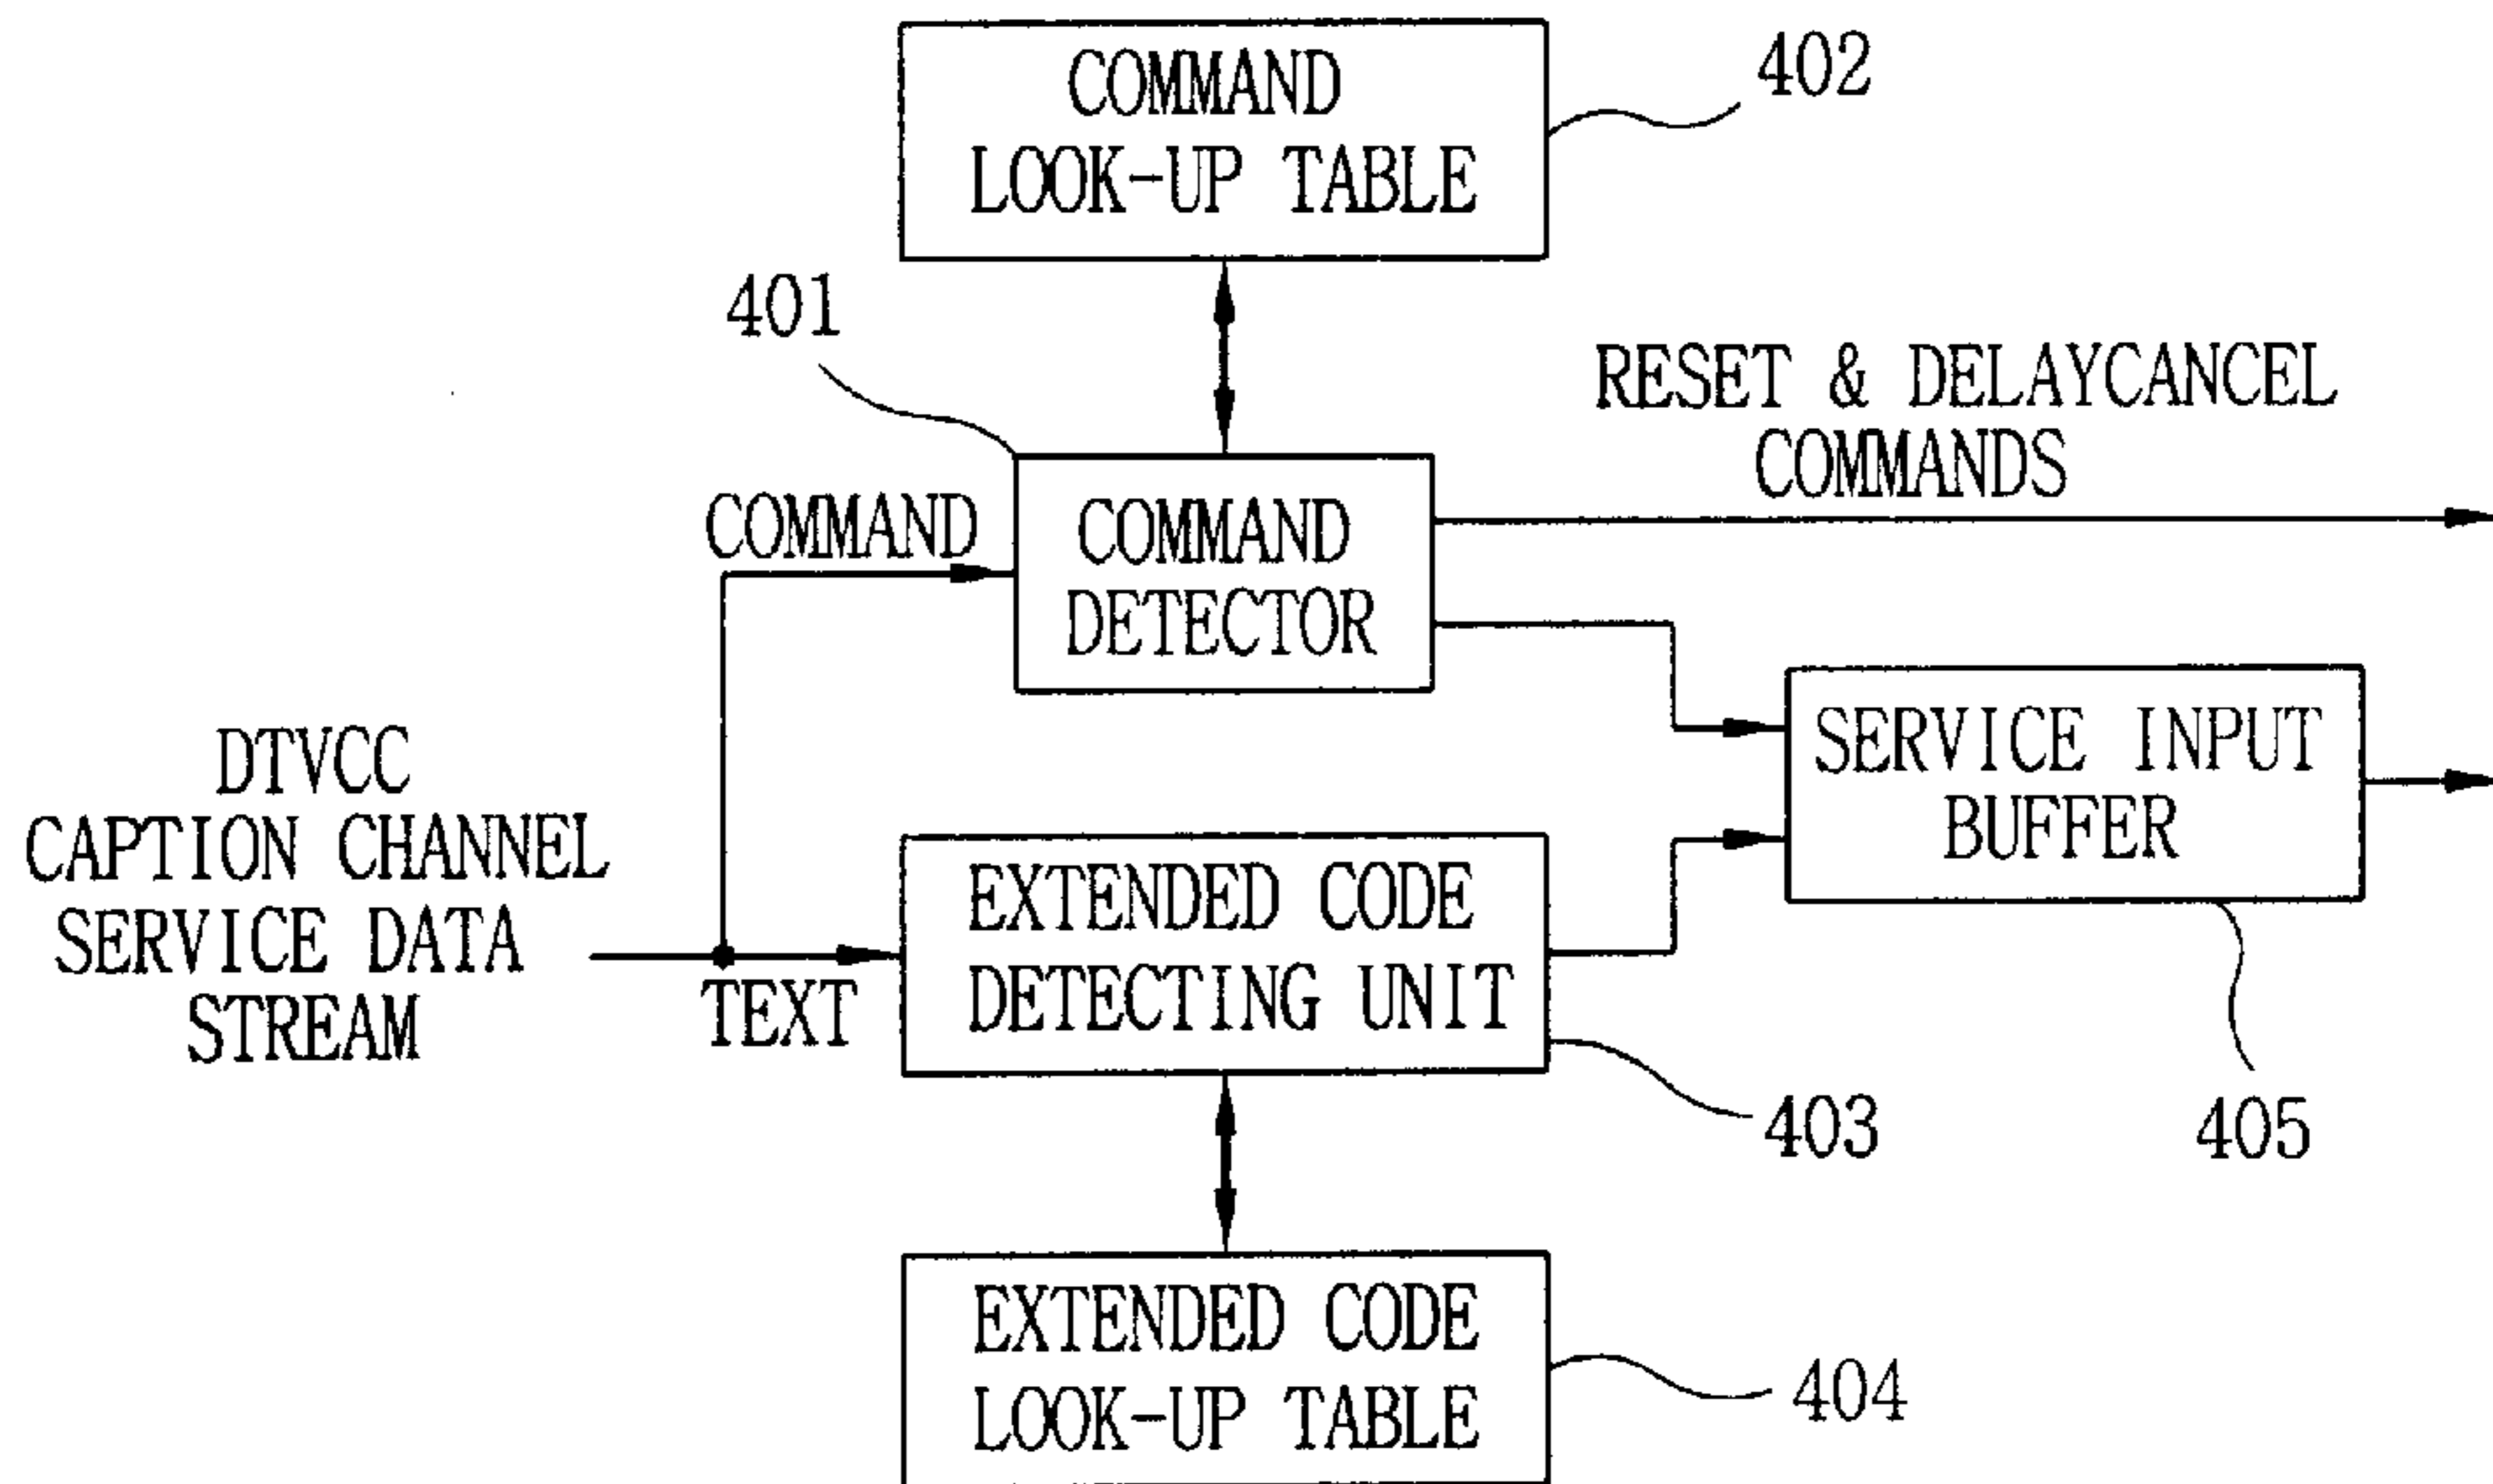 COMMAND
LOOK-UP TABLE
402
401
RESET & DELAYCANCEL
COMMANDS
COMMAND
COMMAND
DETECTOR
DTVCC
CAPTION CHANNEL
SERVICE DATA
STREAM
TEXT
EXTENDED CODE
DETECTING UNIT
403
SERVICE INPUT
BUFFER
405
EXTENDED CODE
LOOK-UP TABLE
404